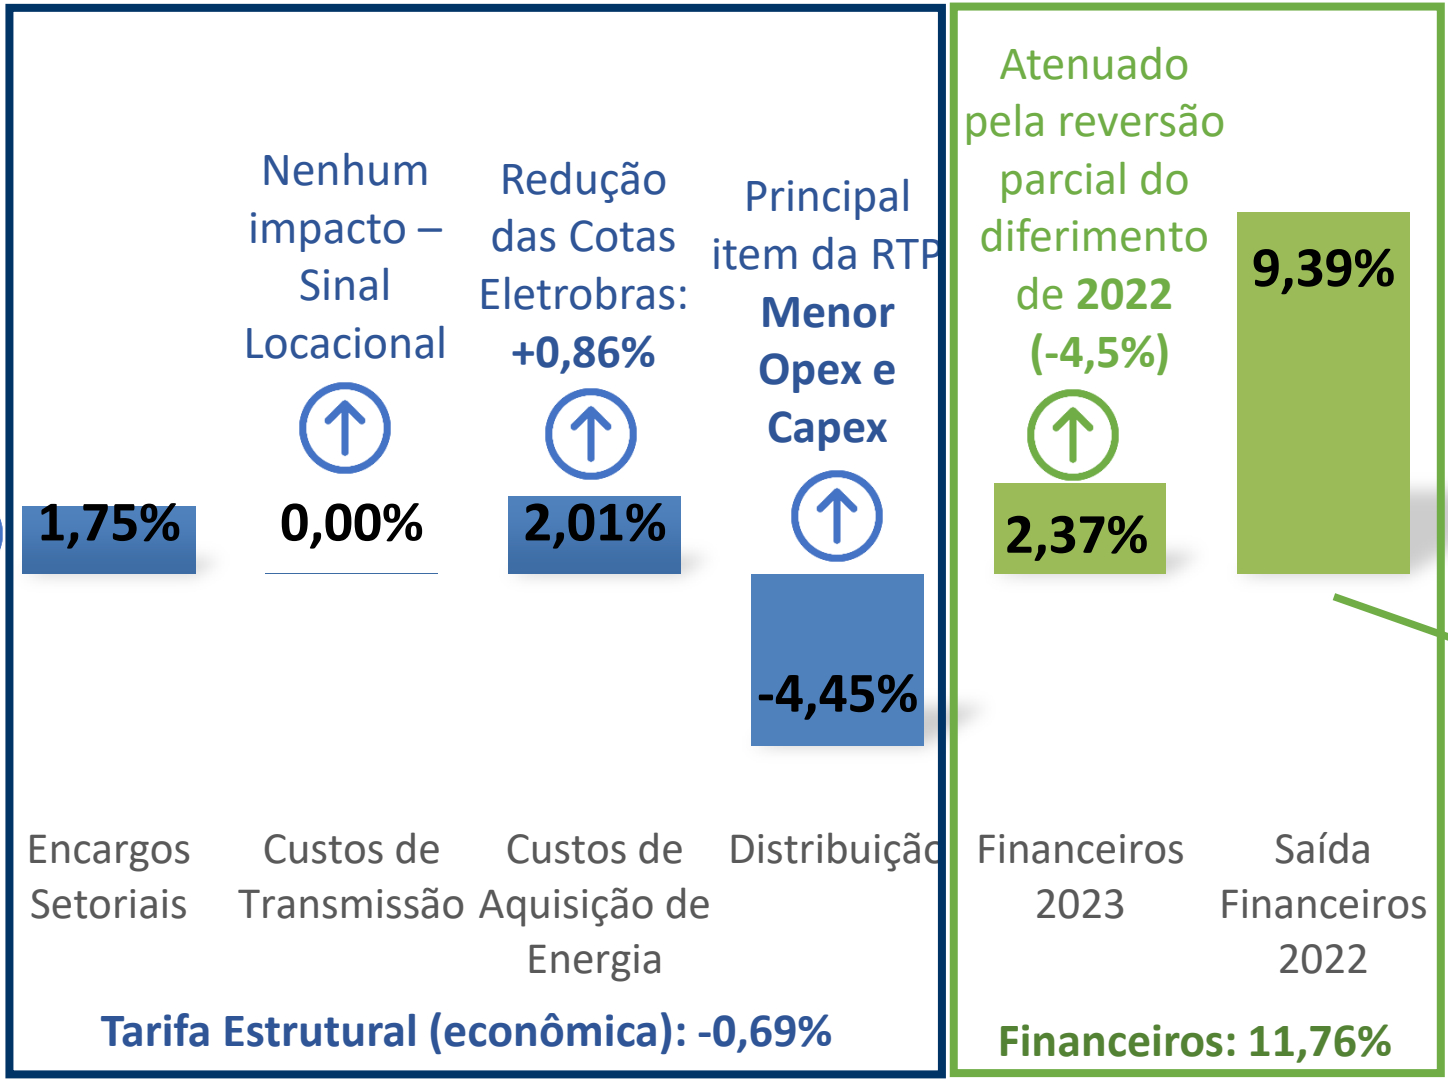 Nenhum
impacto –
Sinal
Locacional
Redução
das Cotas
Eletrobras:
+0,86%
Principal
item da RTP
Menor
Opex e
Capex
Atenuado
pela reversão
parcial do
diferimento
de 2022
(-4,5%)
1,75%
0,00%
2,01%
-4,45%
2,37%
9,39%
Encargos
Setoriais
Custos de
Transmissão
Custos de
Aquisição de
Energia
Distribuição
Financeiros
2023
Saída
Financeiros
2022
Tarifa Estrutural (econômica): -0,69%
Financeiros: 11,76%